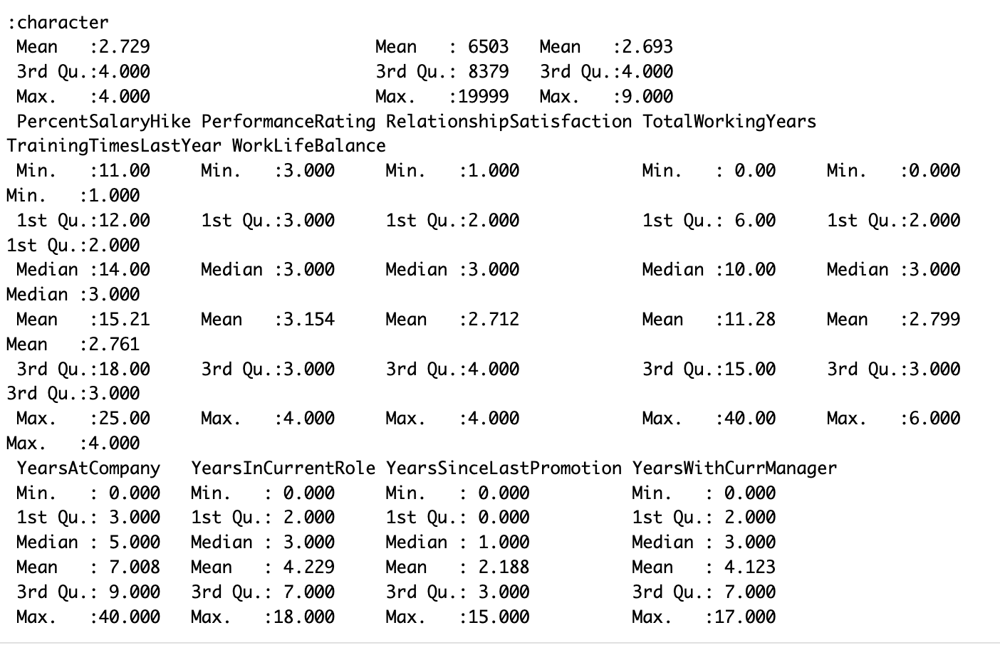 :character
 Mean   :2.729                      Mean   : 6503   Mean   :2.693
 3rd Qu.:4.000                      3rd Qu.: 8379   3rd Qu.:4.000
 Max.   :4.000                      Max.   :19999   Max.   :9.000
 PercentSalaryHike PerformanceRating RelationshipSatisfaction TotalWorkingYears
TrainingTimesLastYear WorkLifeBalance
 Min.   :11.00     Min.   :3.000     Min.   :1.000            Min.   : 0.00     Min.   :0.000
Min.   :1.000
 1st Qu.:12.00     1st Qu.:3.000     1st Qu.:2.000            1st Qu.: 6.00     1st Qu.:2.000
1st Qu.:2.000
 Median :14.00     Median :3.000     Median :3.000            Median :10.00     Median :3.000
Median :3.000
 Mean   :15.21     Mean   :3.154     Mean   :2.712            Mean   :11.28     Mean   :2.799
Mean   :2.761
 3rd Qu.:18.00     3rd Qu.:3.000     3rd Qu.:4.000            3rd Qu.:15.00     3rd Qu.:3.000
3rd Qu.:3.000
 Max.   :25.00     Max.   :4.000     Max.   :4.000            Max.   :40.00     Max.   :6.000
Max.   :4.000
 YearsAtCompany   YearsInCurrentRole YearsSinceLastPromotion YearsWithCurrManager
 Min.   : 0.000   Min.   : 0.000     Min.   : 0.000          Min.   : 0.000
 1st Qu.: 3.000   1st Qu.: 2.000     1st Qu.: 0.000          1st Qu.: 2.000
 Median : 5.000   Median : 3.000     Median : 1.000          Median : 3.000
 Mean   : 7.008   Mean   : 4.229     Mean   : 2.188          Mean   : 4.123
 3rd Qu.: 9.000   3rd Qu.: 7.000     3rd Qu.: 3.000          3rd Qu.: 7.000
 Max.   :40.000   Max.   :18.000     Max.   :15.000          Max.   :17.000